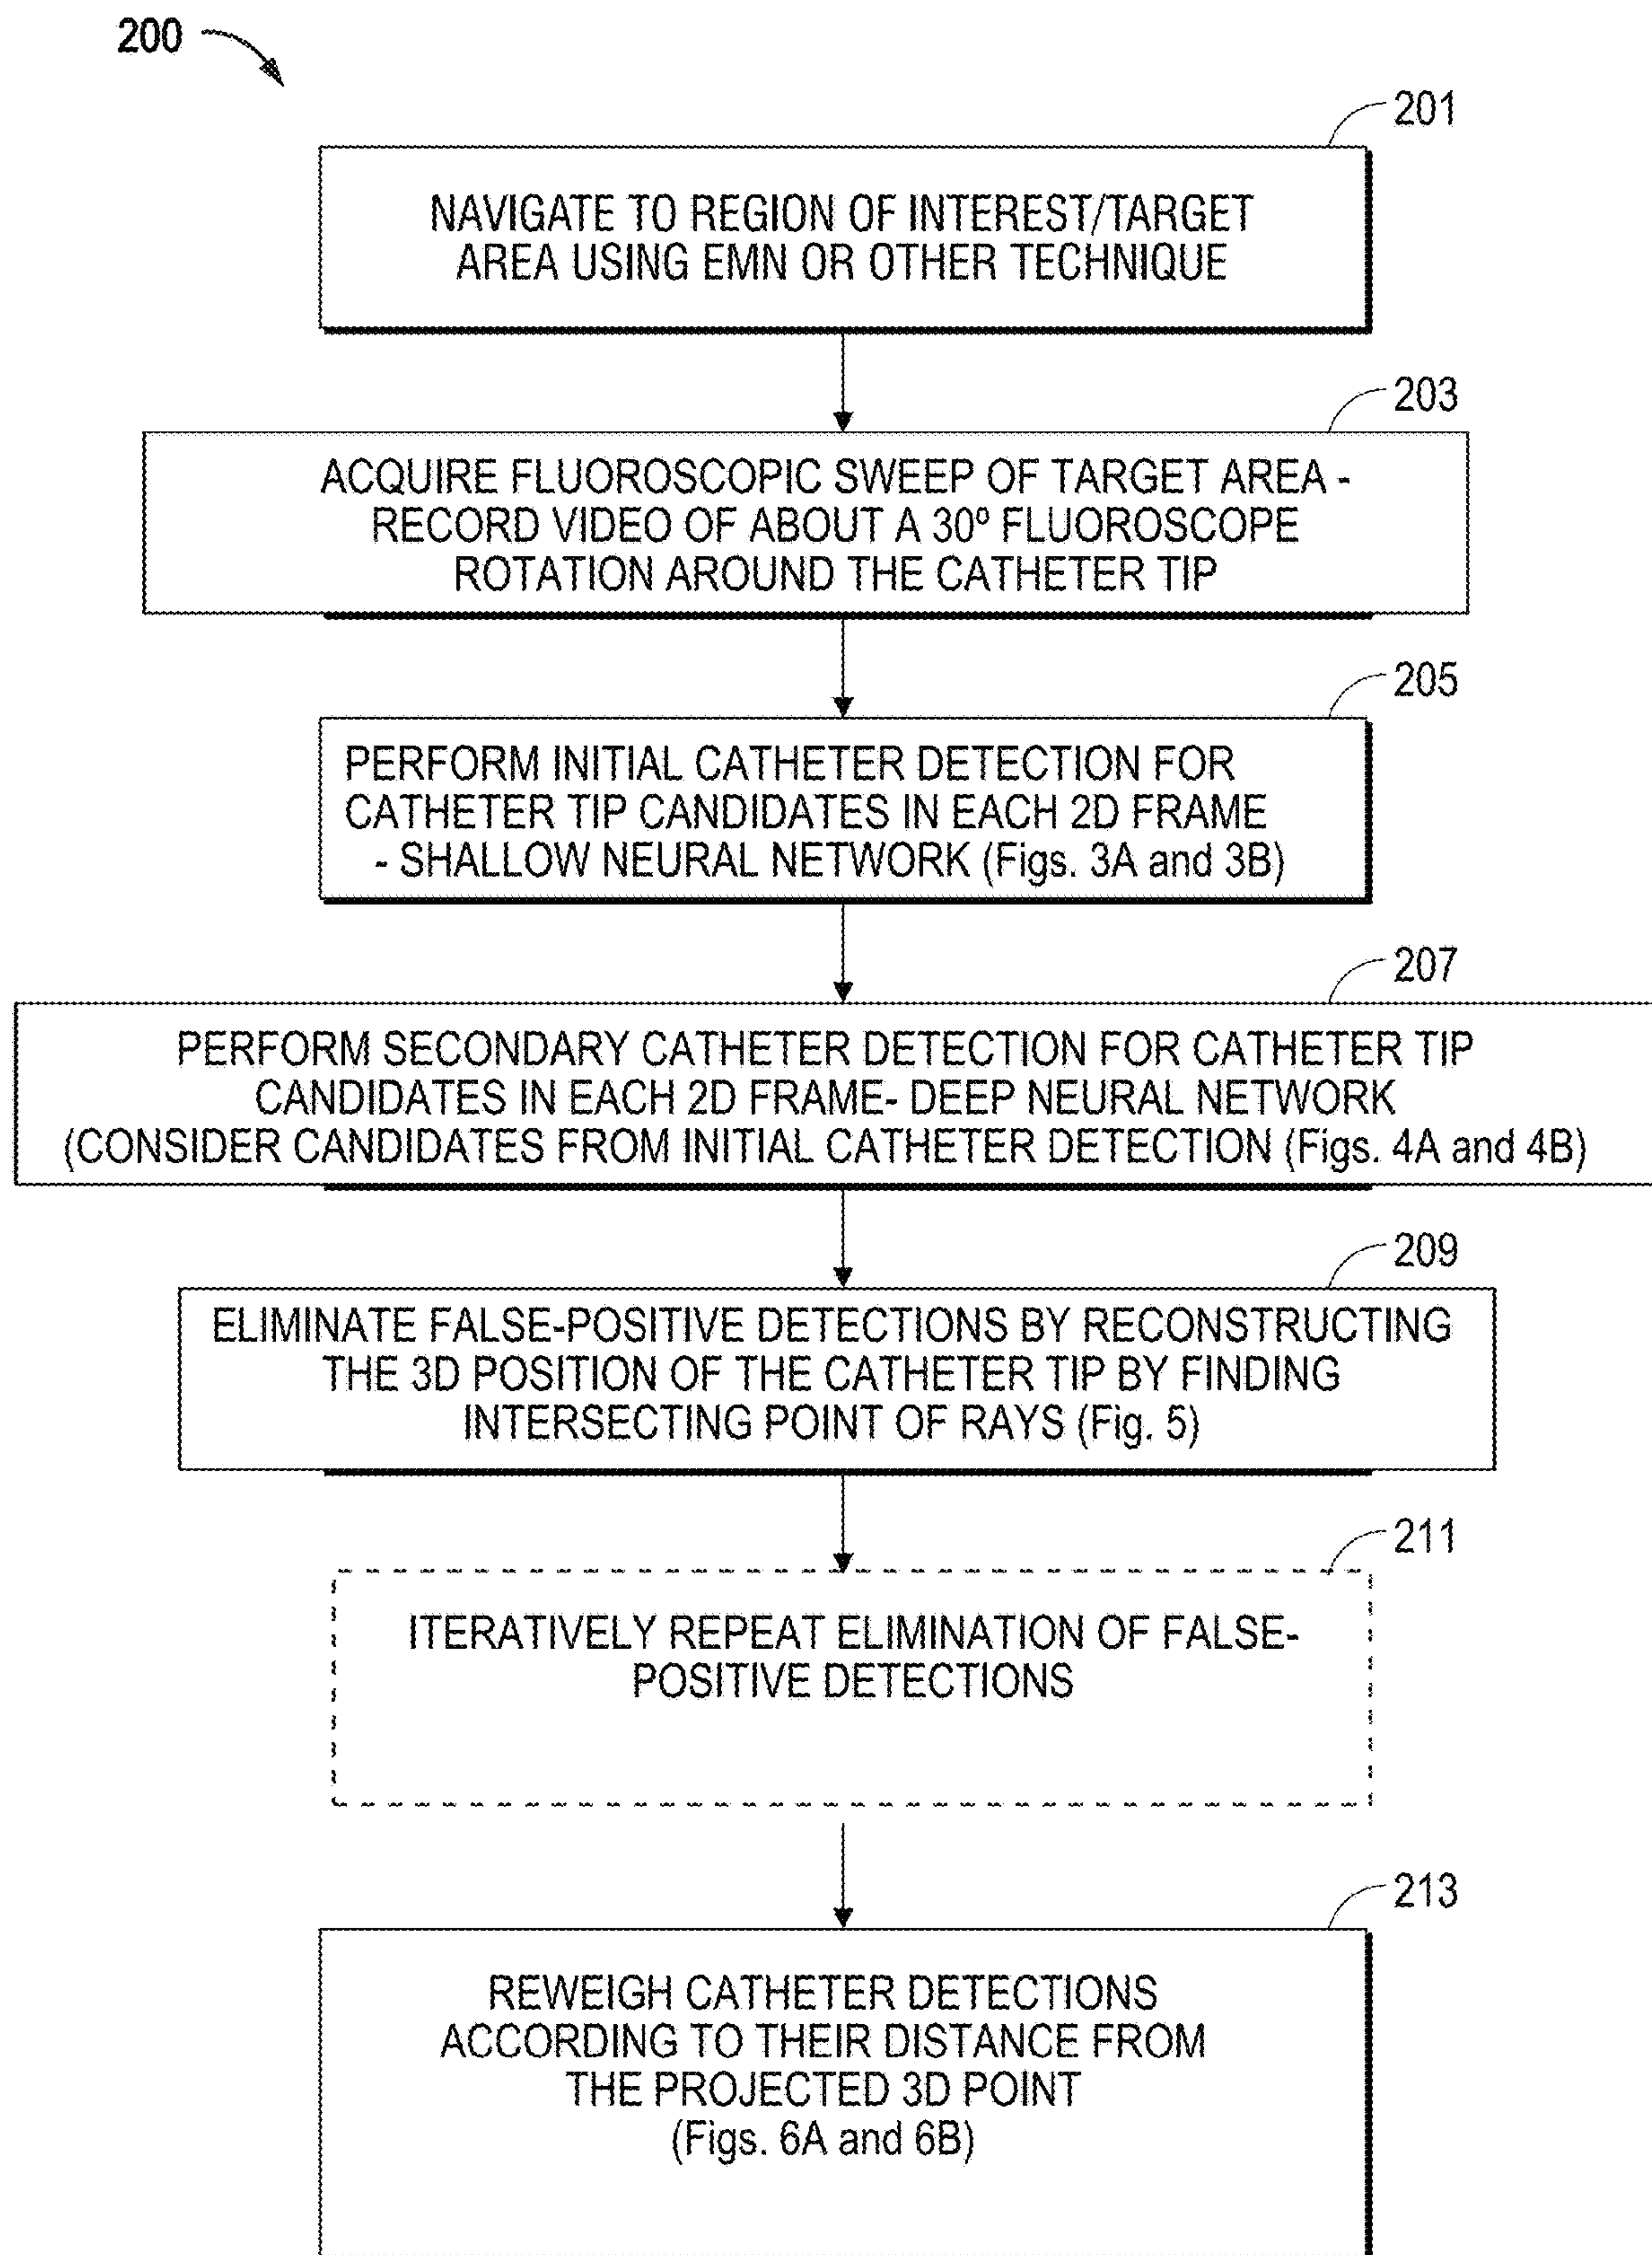 200
201
NAVIGATE TO REGION OF INTEREST/TARGET
AREA USING EMN OR OTHER TECHNIQUE
203
ACQUIRE FLUOROSCOPIC SWEEP OF TARGET AREA -
RECORD VIDEO OF ABOUT A 30º FLUOROSCOPE
ROTATION AROUND THE CATHETER TIP
205
PERFORM INITIAL CATHETER DETECTION FOR
CATHETER TIP CANDIDATES IN EACH 2D FRAME
- SHALLOW NEURAL NETWORK (Figs. 3A and 3B)
207
PERFORM SECONDARY CATHETER DETECTION FOR CATHETER TIP
CANDIDATES IN EACH 2D FRAME- DEEP NEURAL NETWORK
(CONSIDER CANDIDATES FROM INITIAL CATHETER DETECTION (Figs. 4A and 4B)
209
ELIMINATE FALSE-POSITIVE DETECTIONS BY RECONSTRUCTING
THE 3D POSITION OF THE CATHETER TIP BY FINDING
INTERSECTING POINT OF RAYS (Fig. 5)
211
ITERATIVELY REPEAT ELIMINATION OF FALSE-
POSITIVE DETECTIONS
213
REWEIGH CATHETER DETECTIONS
ACCORDING TO THEIR DISTANCE FROM
THE PROJECTED 3D POINT
(Figs. 6A and 6B)